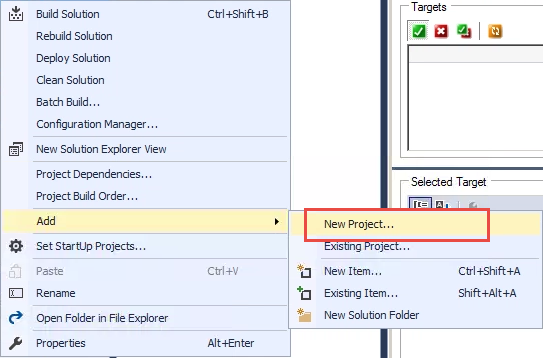 Build Solution Ctrl+Shift+B
Rebuild Solution
Deploy Solution
Clean Solution
Batch Build...
Configuration Manager...
New Solution Explorer View
Project Dependencies...
Project Build Order...
Add
Set StartUp Projects...
Paste Ctrl+V
Rename
Open Folder in File Explorer
Properties Alt+Enter
New Project...
Existing Project...
New Item... Ctrl+Shift+A
Existing Item... Shift+Alt+A
New Solution Folder
Targets
Selected Target